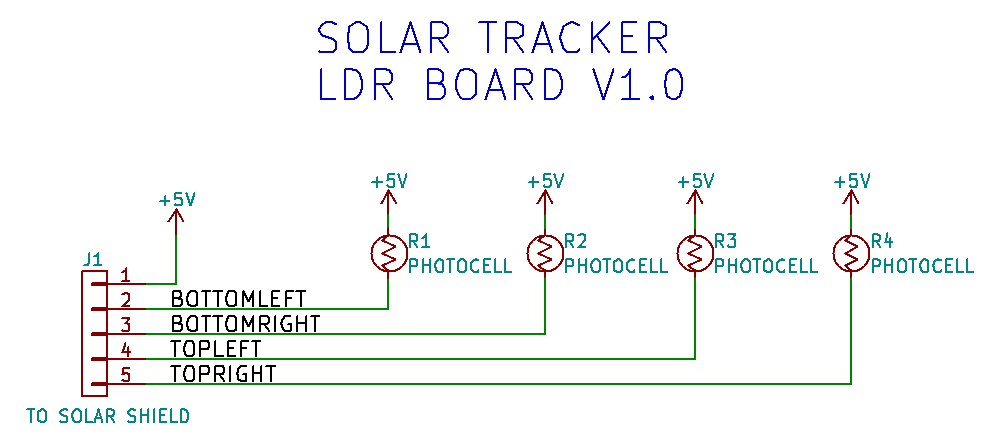 SOLAR TRACKER
LDR BOARD V1.0
+5V
+5V
+5V
+5V
+5V
R1
PHOTOCELL
R2
PHOTOCELL
R3
PHOTOCELL
R4
PHOTOCELL
J1
1
2 BOTTOMLEFT
3 BOTTOMRIGHT
4 TOPLEFT
5 TOPRIGHT
TO SOLAR SHIELD